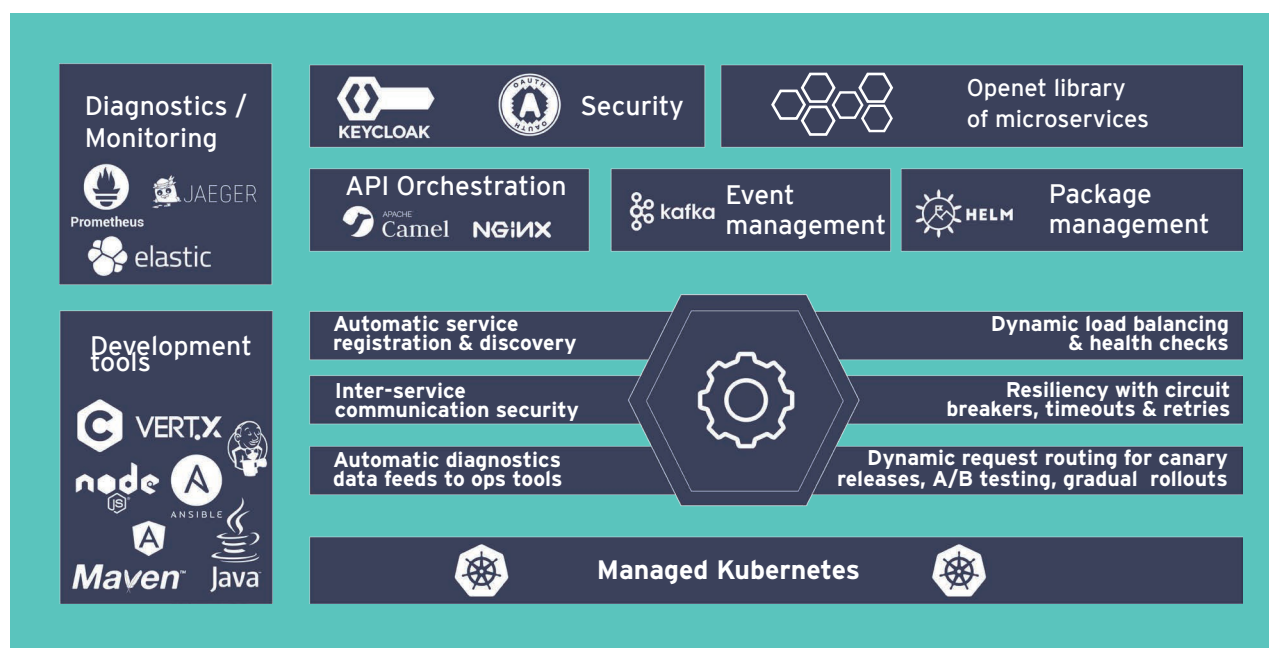 Diagnostics /
Monitoring
Prometheus
JAEGER
elastic
KEYCLOAK
OAUTH
A
OAUTH
Security
Openet library
of microservices
API Orchestration
APACHE
Camel
NGINX
kafka
Event
management
HELM
Package
management
Development
tools
C
VERT.X
node
JS
A
ANSIBLE
A
Maven™
Java
Automatic service
registration & discovery
Inter-service
communication security
Automatic diagnostics
data feeds to ops tools
Dynamic load balancing
& health checks
Resiliency with circuit
breakers, timeouts & retries
Dynamic request routing for canary
releases, A/B testing, gradual rollouts
Managed Kubernetes